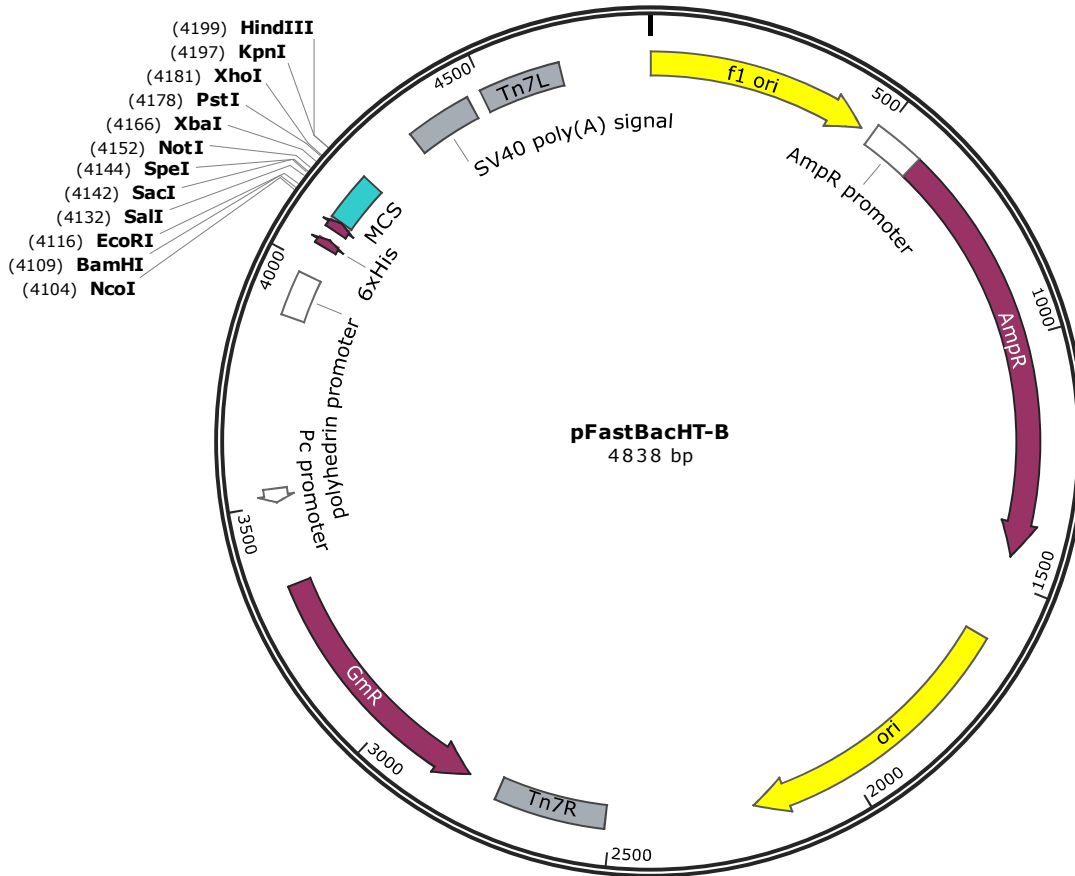 (4199) HindIII
(4197) KpnI
(4181) XhoI
(4178) PstI
(4166) XbaI
(4152) NotI
(4144) SpeI
(4142) SacI
(4132) SalI
(4116) EcoRI
(4109) BamHI
(4104) NcoI
4500
Tn7L
SV40 poly(A) signal
f1 ori
500
AmpR promoter
AmpR
1000
1500
ori
2000
2500
Tn7R
3000
GmR
3500
Pc promoter
polyhedrin promoter
4000
6xHis
MCS
pFastBacHT-B
4838 bp